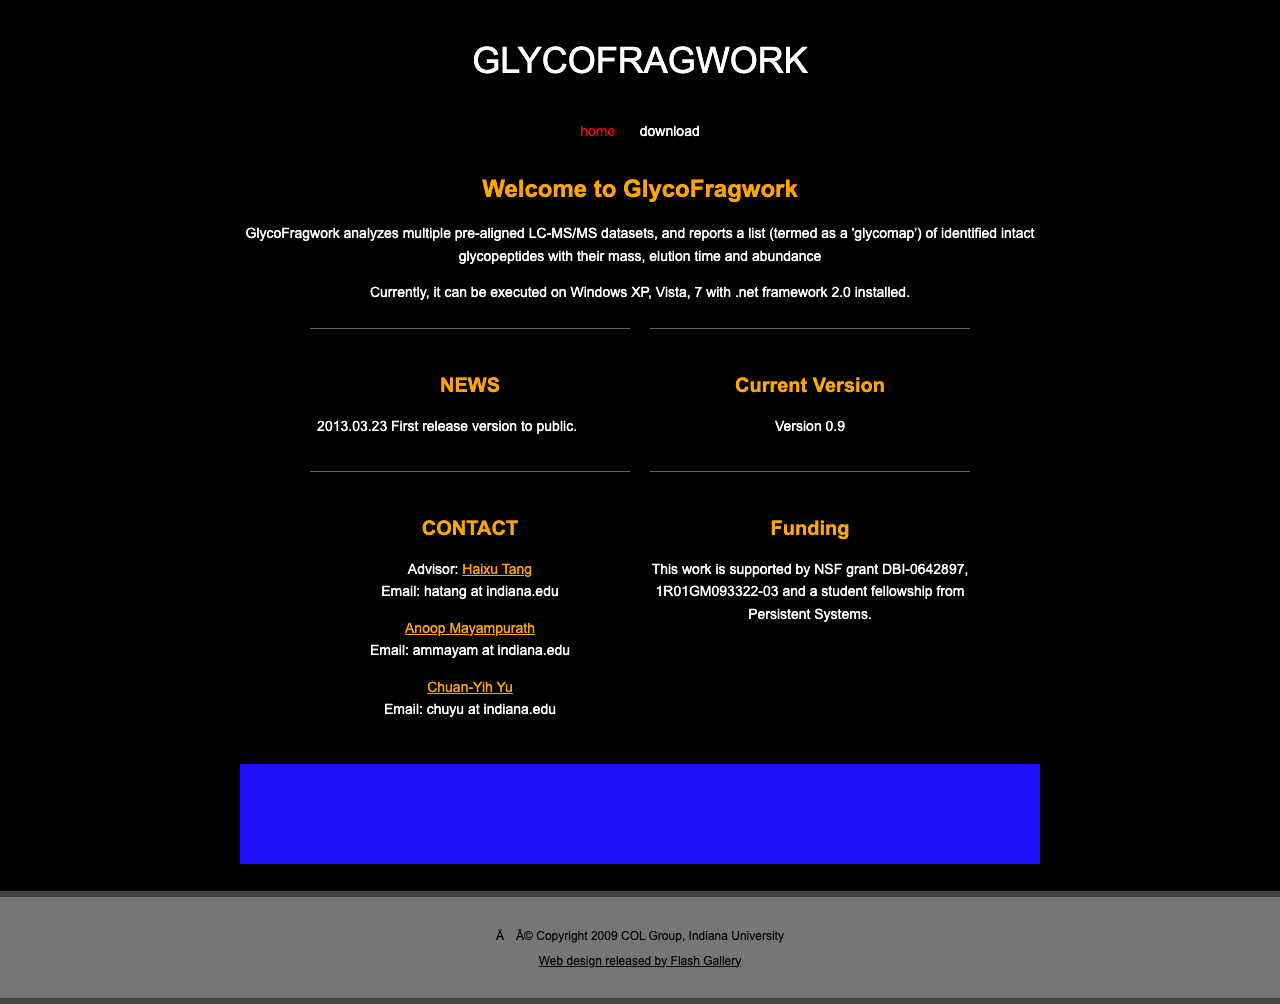 GLYCOFRAGWORK
home download
Welcome to GlycoFragwork
GlycoFragwork analyzes multiple pre-aligned LC-MS/MS datasets, and reports a list (termed as a 'glycomap') of identified intact
glycopeptides with their mass, elution time and abundance
Currently, it can be executed on Windows XP, Vista, 7 with .net framework 2.0 installed.
NEWS
2013.03.23 First release version to public.
Current Version
Version 0.9
CONTACT
Advisor: Haixu Tang
Email: hatang at indiana.edu
Anoop Mayampurath
Email: ammayam at indiana.edu
Chuan-Yih Yu
Email: chuyu at indiana.edu
Funding
This work is supported by NSF grant DBI-0642897,
1R01GM093322-03 and a student fellowship from
Persistent Systems.
Ã Â© Copyright 2009 COL Group, Indiana University
Web design released by Flash Gallery